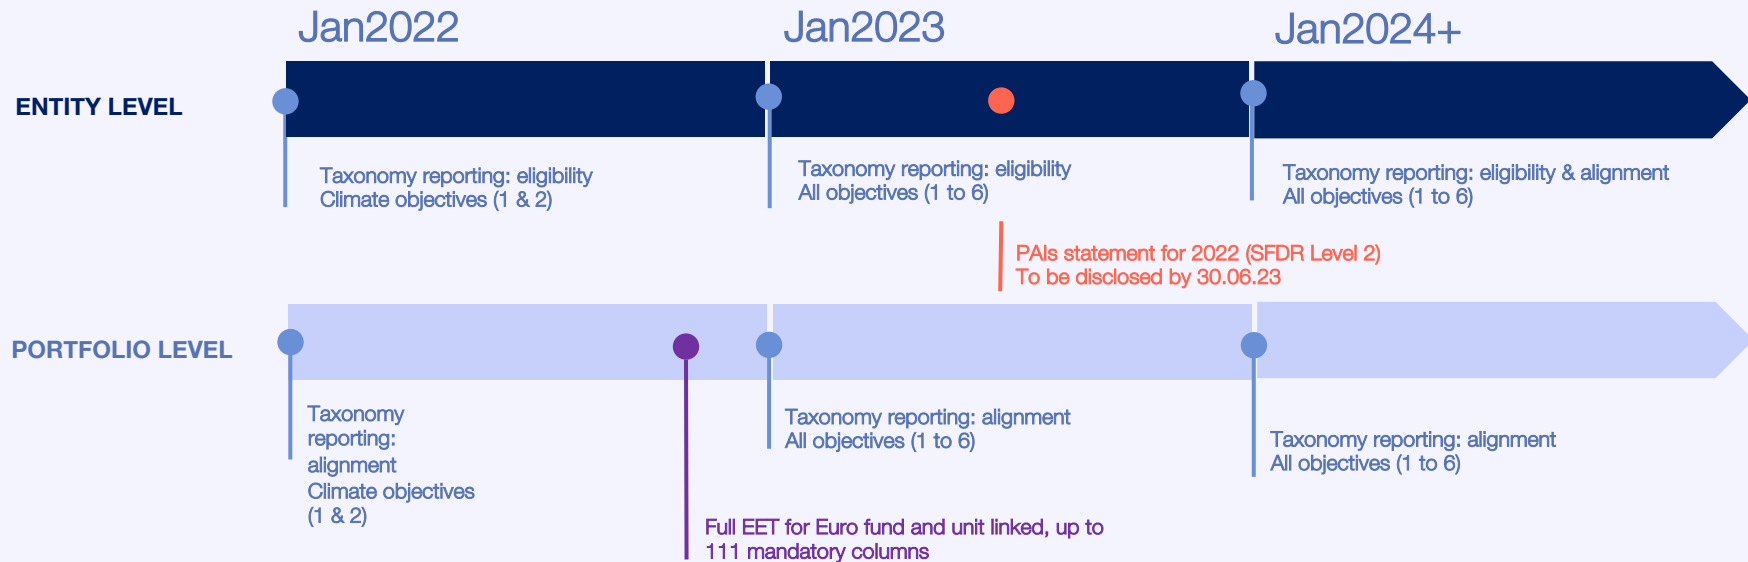 Jan2022
Jan2023
Jan2024+
ENTITY LEVEL
Taxonomy reporting: eligibility
Climate objectives (1 & 2)
Taxonomy reporting: eligibility
All objectives (1 to 6)
Taxonomy reporting: eligibility & alignment
All objectives (1 to 6)
PAIs statement for 2022 (SFDR Level 2)
To be disclosed by 30.06.23
PORTFOLIO LEVEL
Taxonomy
reporting:
alignment
Climate objectives
(1 & 2)
Taxonomy reporting: alignment
All objectives (1 to 6)
Taxonomy reporting: alignment
All objectives (1 to 6)
Full EET for Euro fund and unit linked, up to
111 mandatory columns